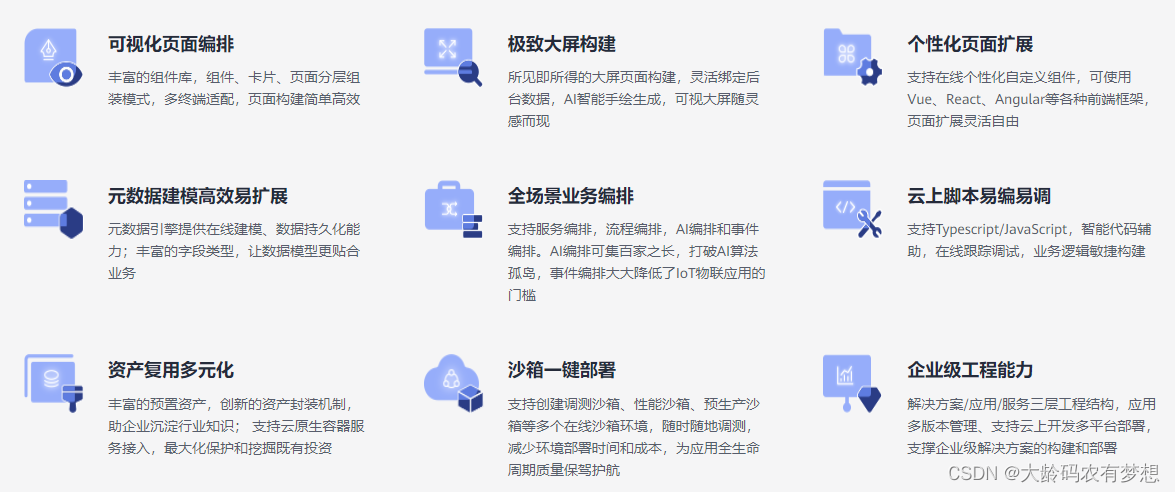 可视化页面编排
丰富的组件库，组件、卡片、页面分层组
装模式，多终端适配，页面构建简单高效
极致大屏构建
所见即所得的大屏页面构建，灵活绑定后
台数据，AI智能手绘生成，可视大屏随灵
感而现
个性化页面扩展
支持在线个性化自定义组件，可使用
Vue、React、Angular等各种前端框架，
页面扩展灵活自由
元数据建模高效易扩展
元数据引擎提供在线建模、数据持久化能
力；丰富的字段类型，让数据模型更贴合
业务
全场景业务编排
支持服务编排，流程编排，AI编排和事件
编排。AI编排可集百家之长，打破AI算法
孤岛，事件编排大大降低了IoT物联应用的
门槛
云上脚本易编易调
支持Typescript/JavaScript，智能代码辅
助，在线跟踪调试，业务逻辑敏捷构建
资产复用多元化
丰富的预置资产，创新的资产封装机制，
助企业沉淀行业知识； 支持云原生容器服
务接入，最大化保护和挖掘既有投资
沙箱一键部署
支持创建调测沙箱、性能沙箱、预生产沙
箱等多个在线沙箱环境，随时随地调测，
减少环境部署时间和成本，为应用全生命
周期质量保驾护航
企业级工程能力
解决方案/应用/服务三层工程结构，应用
多版本管理、支持云上开发多平台部署，
支撑企业级解决方案的构建和部署
CSDN @大龄码农有梦想